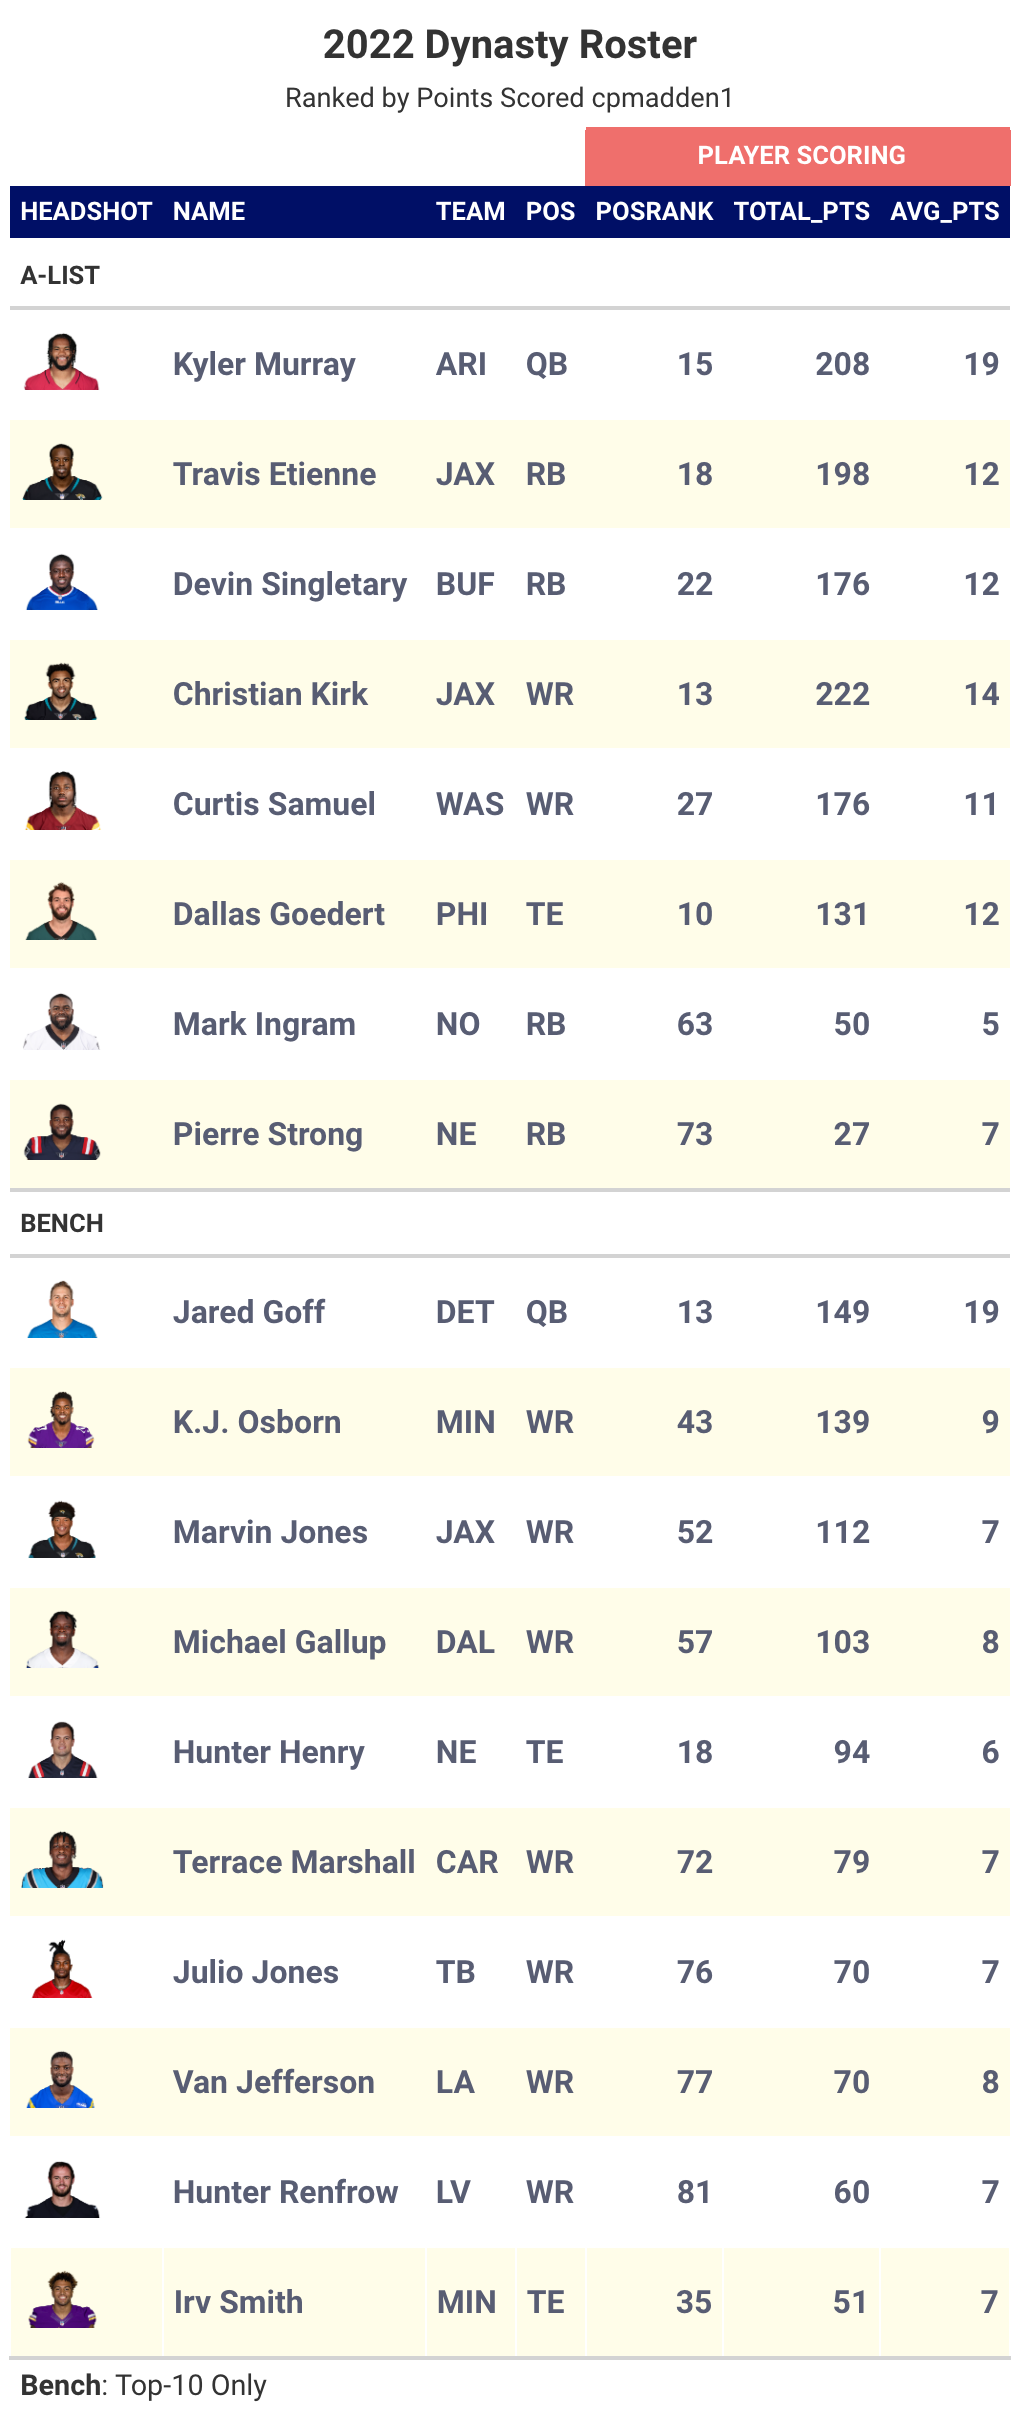 2022 Dynasty Roster
Ranked by Points Scored cpmadden1
PLAYER SCORING
HEADSHOT NAME TEAM POS POSRANK TOTAL_PTS AVG_PTS
A-LIST
Kyler Murray ARI QB 15 208 19
Travis Etienne JAX RB 18 198 12
Devin Singletary BUF RB 22 176 12
Christian Kirk JAX WR 13 222 14
Curtis Samuel WAS WR 27 176 11
Dallas Goedert PHI TE 10 131 12
Mark Ingram NO RB 63 50 5
Pierre Strong NE RB 73 27 7
BENCH
Jared Goff DET QB 13 149 19
K.J. Osborn MIN WR 43 139 9
Marvin Jones JAX WR 52 112 7
Michael Gallup DAL WR 57 103 8
Hunter Henry NE TE 18 94 6
Terrace Marshall CAR WR 72 79 7
Julio Jones TB WR 76 70 7
Van Jefferson LA WR 77 70 8
Hunter Renfrow LV WR 81 60 7
Irv Smith MIN TE 35 51 7
Bench: Top-10 Only